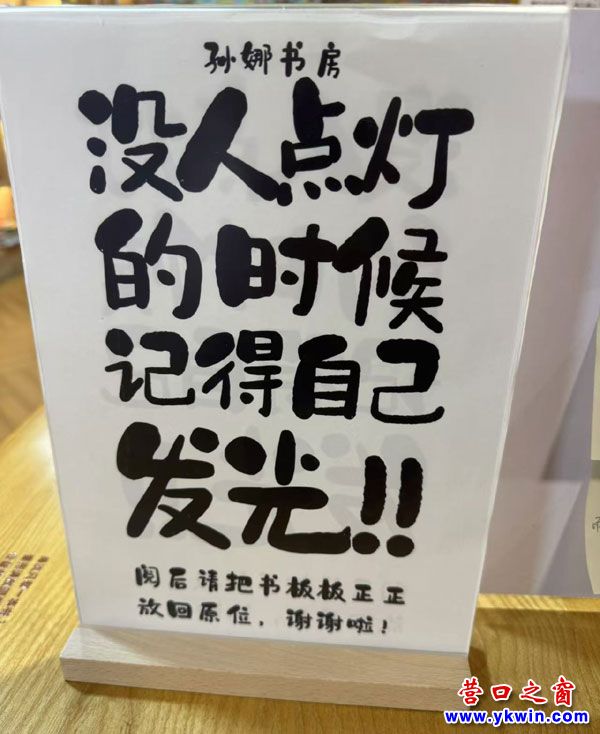 孙娜书房
没人点灯
的时候
记得自己
发光!!
阅后请把书板板正正
放回原位，谢谢啦！
营口之窗
www.ykwin.com